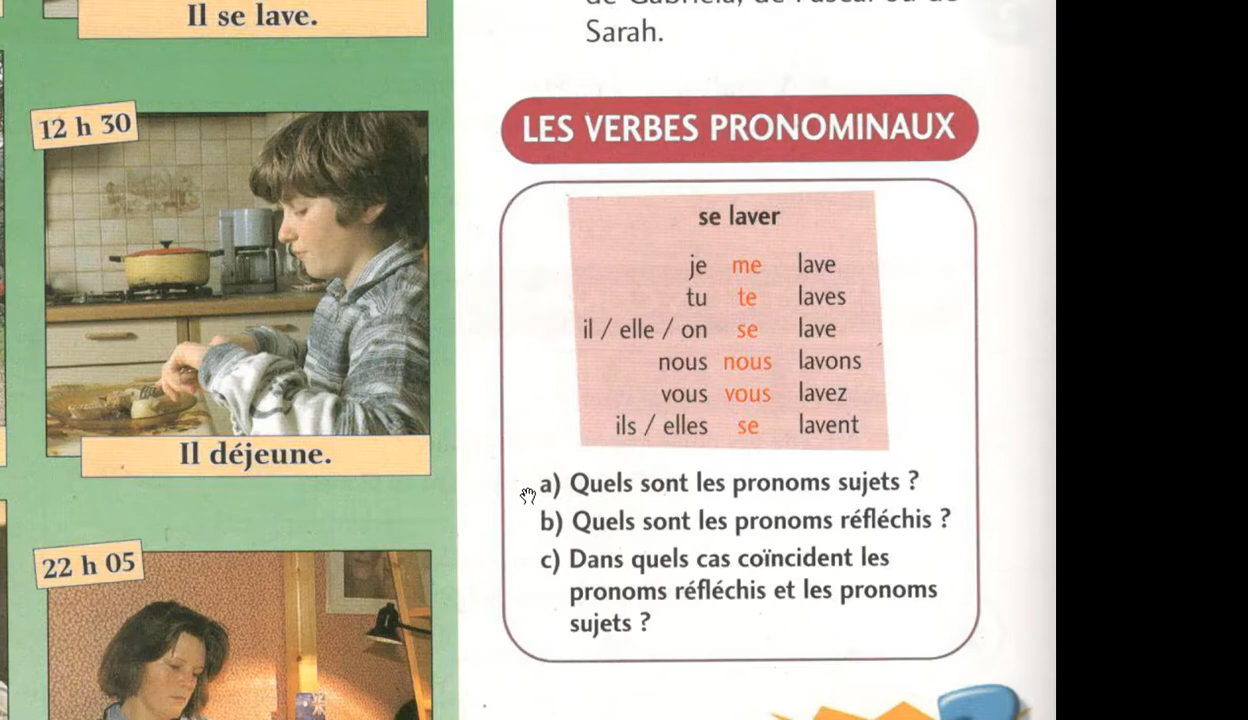 Il se lave.
Sarah.
12 h 30
LES VERBES PRONOMINAUX
se laver
je me lave
tu te laves
il / elle / on se lave
nous nous lavons
vous vous lavez
ils / elles se lavent
Il déjeune.
a) Quels sont les pronoms sujets ?
b) Quels sont les pronoms réfléchis ?
c) Dans quels cas coïncident les
pronoms réfléchis et les pronoms
sujets ?
22 h 05